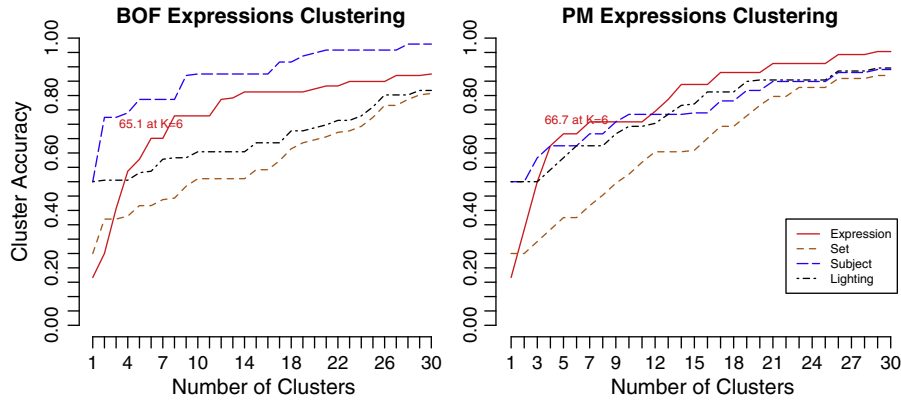 BOF Expressions Clustering
Cluster Accuracy
1.00
0.80
0.60
0.40
0.20
0.00
65.1 at K=6
1 4 7 10 14 18 22 26 30
Number of Clusters
PM Expressions Clustering
1.00
0.80
0.60
0.40
0.20
0.00
66.7 at K=6
Expression
Set
Subject
Lighting
1 3 5 7 9 12 15 18 21 24 27 30
Number of Clusters